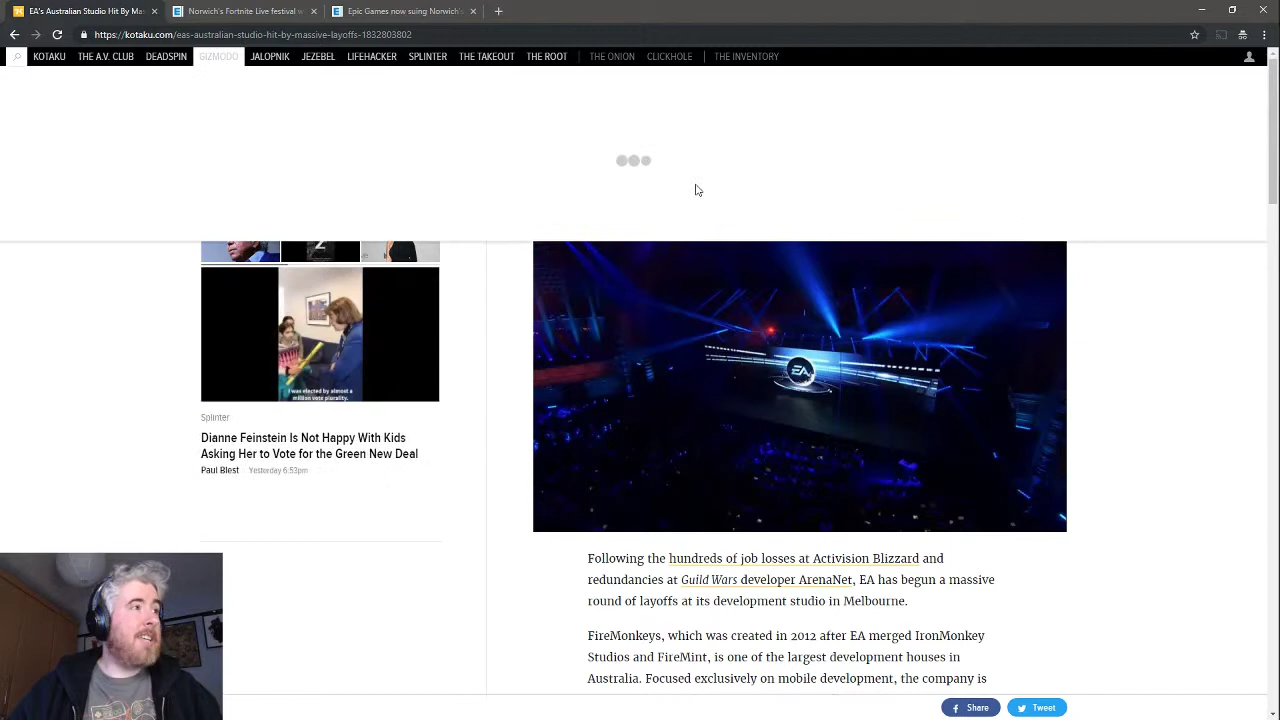 EA's Australian Studio Hit By Mas
Norwich's Fortnite Live festival w
Epic Games now suing Norwich's
https://kotaku.com/eas-australian-studio-hit-by-massive-layoffs-1832803802
KOTAKU THE A.V. CLUB DEADSPIN GIZMODO JALOPNIK JEZEBEL LIFEHACKER SPLINTER THE TAKEOUT THE ROOT THE ONION CLICKHOLE THE INVENTORY
I was elected by almost a
million vote plurality.
Splinter
Dianne Feinstein Is Not Happy With Kids
Asking Her to Vote for the Green New Deal
Paul Blest Yesterday 6:53pm
EA
Following the hundreds of job losses at Activision Blizzard and
redundancies at Guild Wars developer ArenaNet, EA has begun a massive
round of layoffs at its development studio in Melbourne.
FireMonkeys, which was created in 2012 after EA merged IronMonkey
Studios and FireMint, is one of the largest development houses in
Australia. Focused exclusively on mobile development, the company is
Share
Tweet